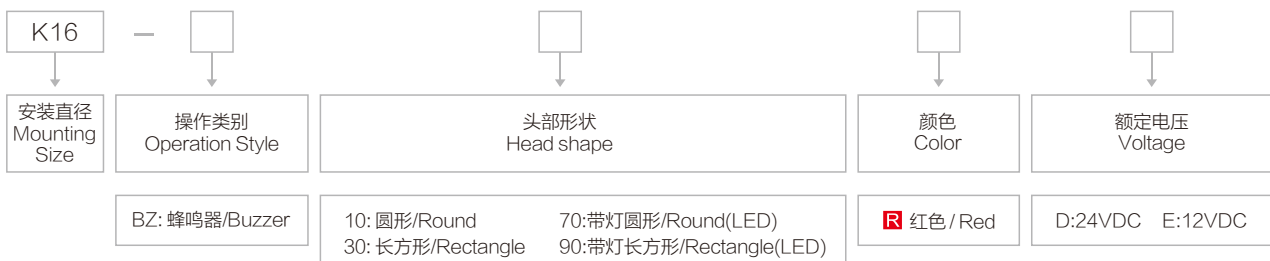 K16 —
安装直径
Mounting
Size
操作类别
Operation Style
头部形状
Head shape
颜色
Color
额定电压
Voltage
BZ: 蜂鸣器/Buzzer
10: 圆形/Round 70:带灯圆形/Round(LED)
30: 长方形/Rectangle 90:带灯长方形/Rectangle(LED)
R 红色/Red
D:24VDC E:12VDC